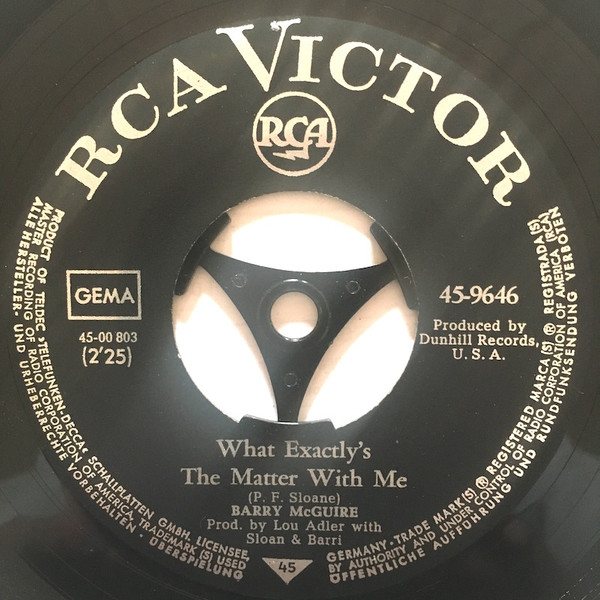 RCA VICTOR
RCA
GEMA
45-00 803
(2'25)
45-9646
Produced by
Dunhill Records,
U. S. A.
What Exactly's
The Matter With Me
(P. F. Sloane)
BARRY McGUIRE
Prod. by Lou Adler with
Sloan & Barri
45
PRODUCT OF TELDEC „TELEFUNKEN-DECCA“ SCHALLPLATTEN GMBH. LICENSEE,
MASTER RECORDING OF RADIO CORPORATION OF AMERICA, TRADEMARK (S) USED
ALLE HERSTELLER- UND URHEBERRECHTE VORBEHALTEN · ÜBERSPIELUNG
GERMANY · TRADE MARK(S) ® REGISTERED MARCA(S) ® REGISTRADA(S)
BY AUTHORITY AND UNDER CONTROL OF RADIO CORPORATION OF AMERICA (RCA)
ÖFFENTLICHE AUFFÜHRUNG UND RUNDFUNKSENDUNG VERBOTEN